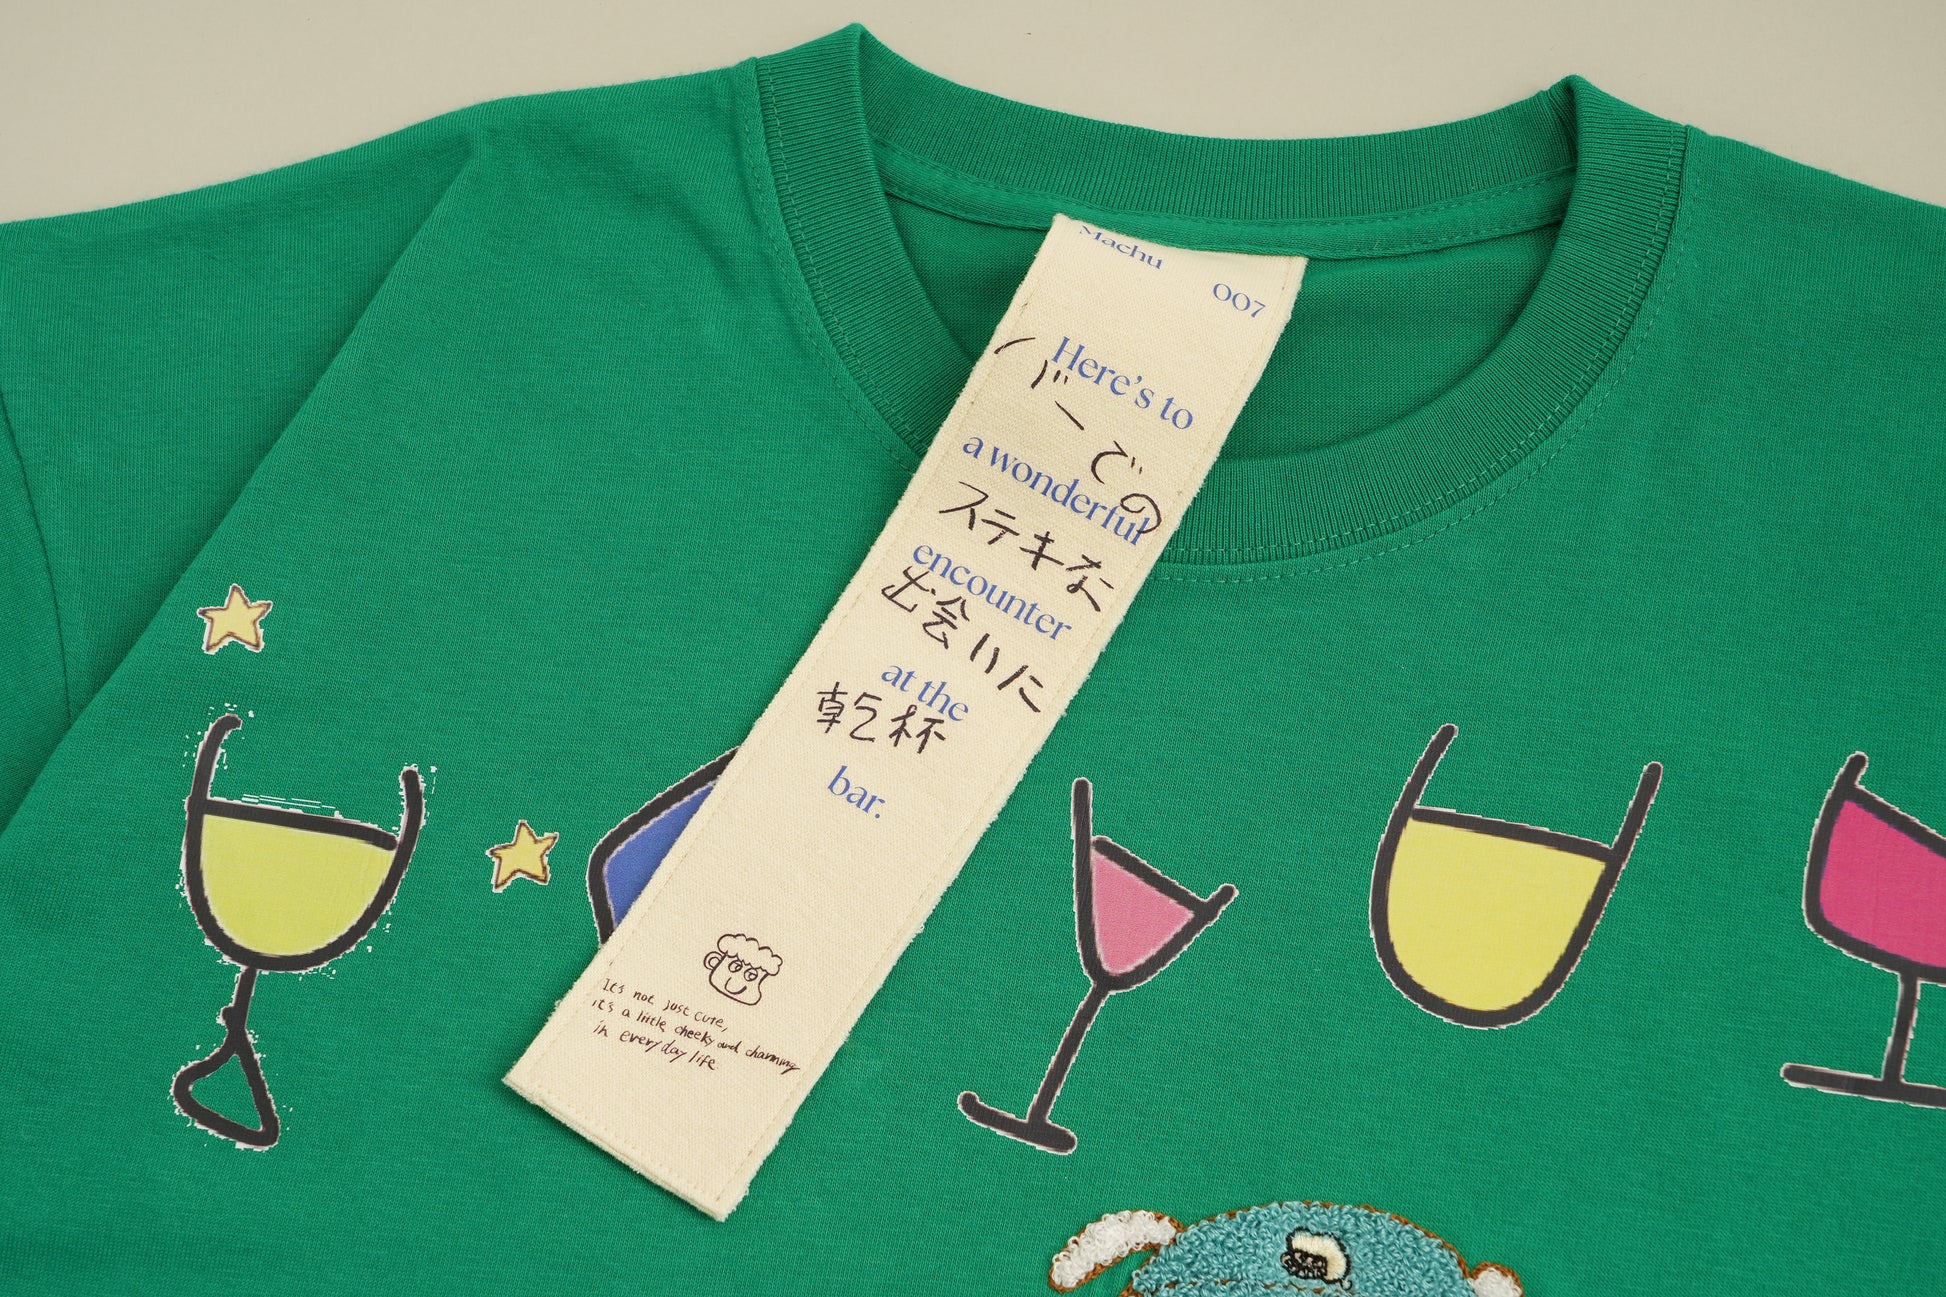 Machu
007
Here's to
バーでの
a wonderful
ステキな
encounter
出会いに
at the
乾杯
bar.
It's not just cute,
it's a little cheeky and charming
in everyday life